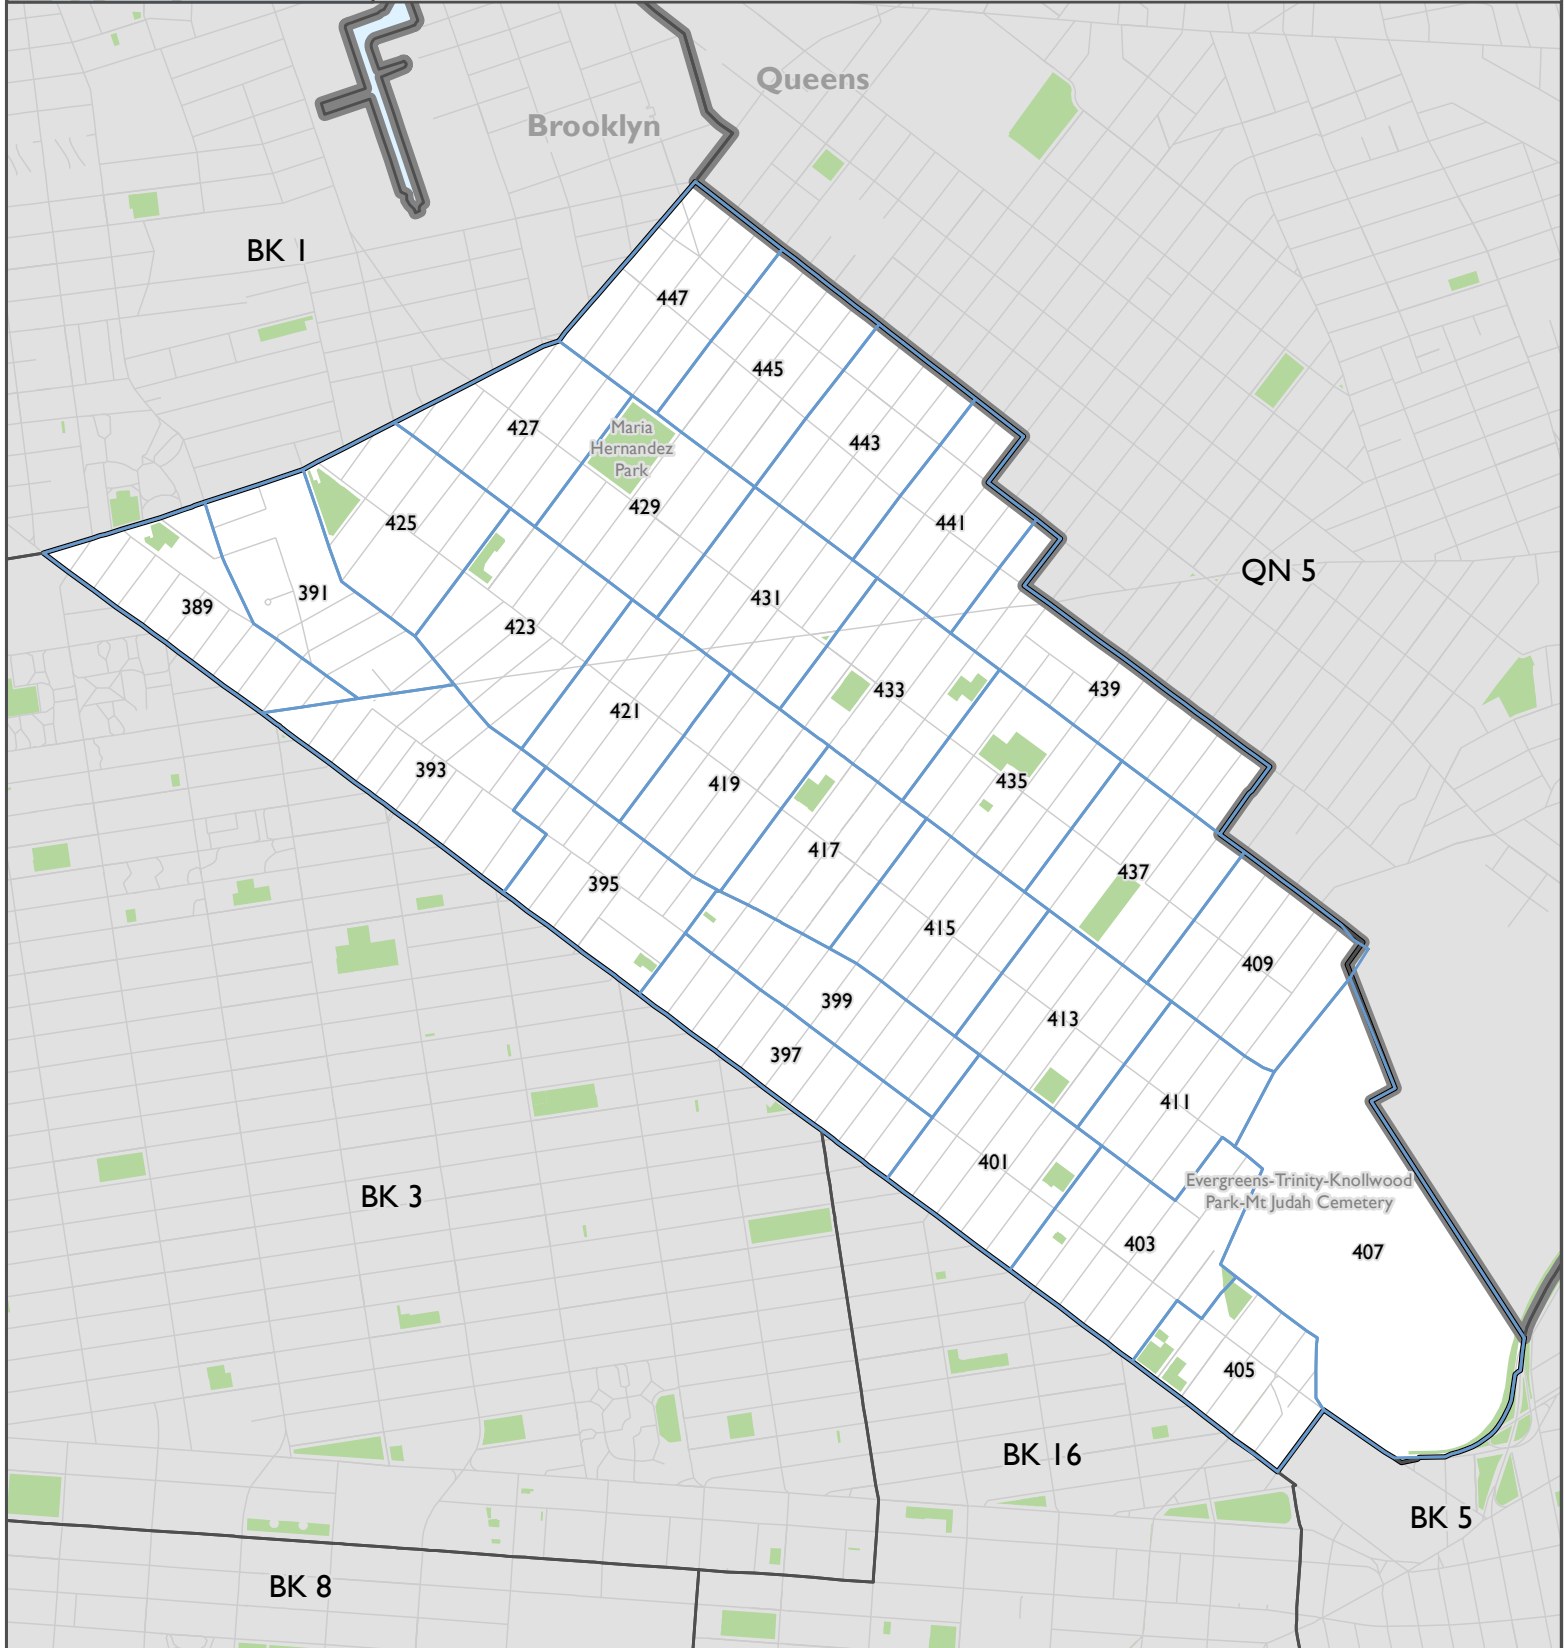 Queens
Brooklyn
BK 1
447
445
427
Maria
Hernandez
Park
443
429
425
441
QN 5
391
389
431
423
433
439
421
393
419
435
417
437
395
415
409
399
413
397
411
401
Evergreens-Trinity-Knollwood
Park-Mt Judah Cemetery
BK 3
403
407
405
BK 16
BK 5
BK 8